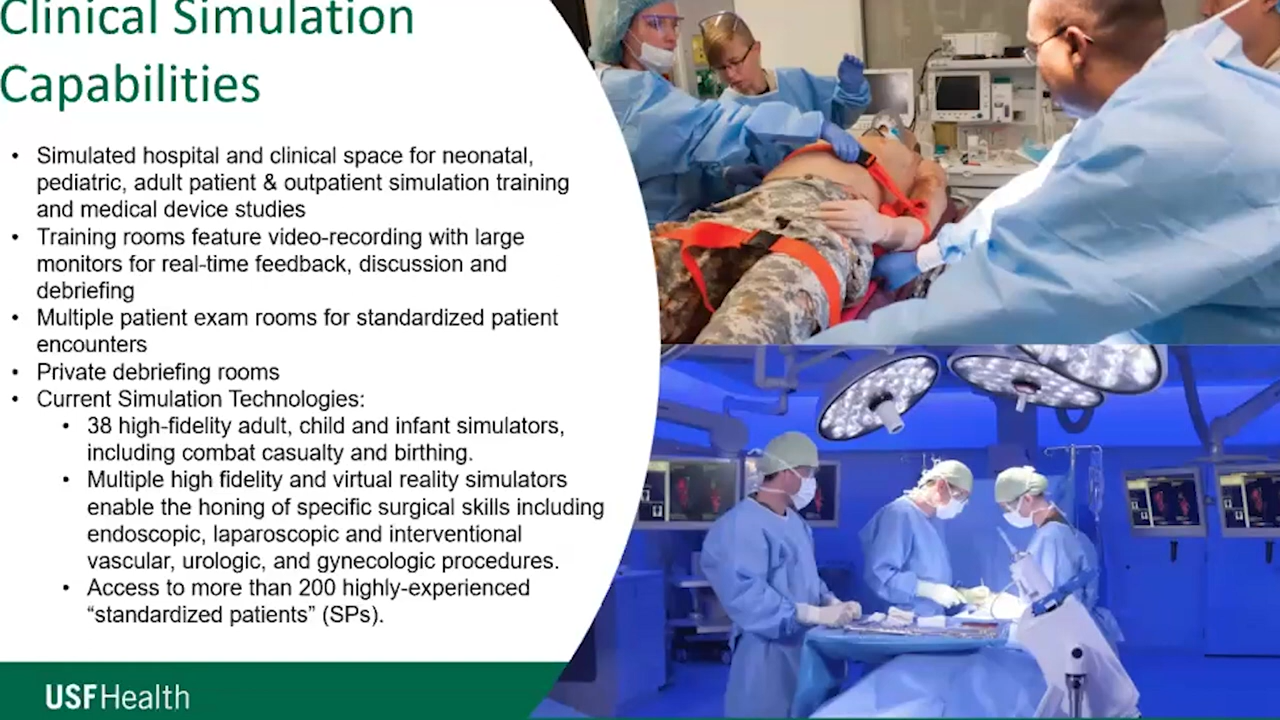 Clinical Simulation
Capabilities
• Simulated hospital and clinical space for neonatal,
pediatric, adult patient & outpatient simulation training
and medical device studies
• Training rooms feature video-recording with large
monitors for real-time feedback, discussion and
debriefing
• Multiple patient exam rooms for standardized patient
encounters
• Private debriefing rooms
• Current Simulation Technologies:
• 38 high-fidelity adult, child and infant simulators,
including combat casualty and birthing.
• Multiple high fidelity and virtual reality simulators
enable the honing of specific surgical skills including
endoscopic, laparoscopic and interventional
vascular, urologic, and gynecologic procedures.
• Access to more than 200 highly-experienced
“standardized patients” (SPs).
USFHealth